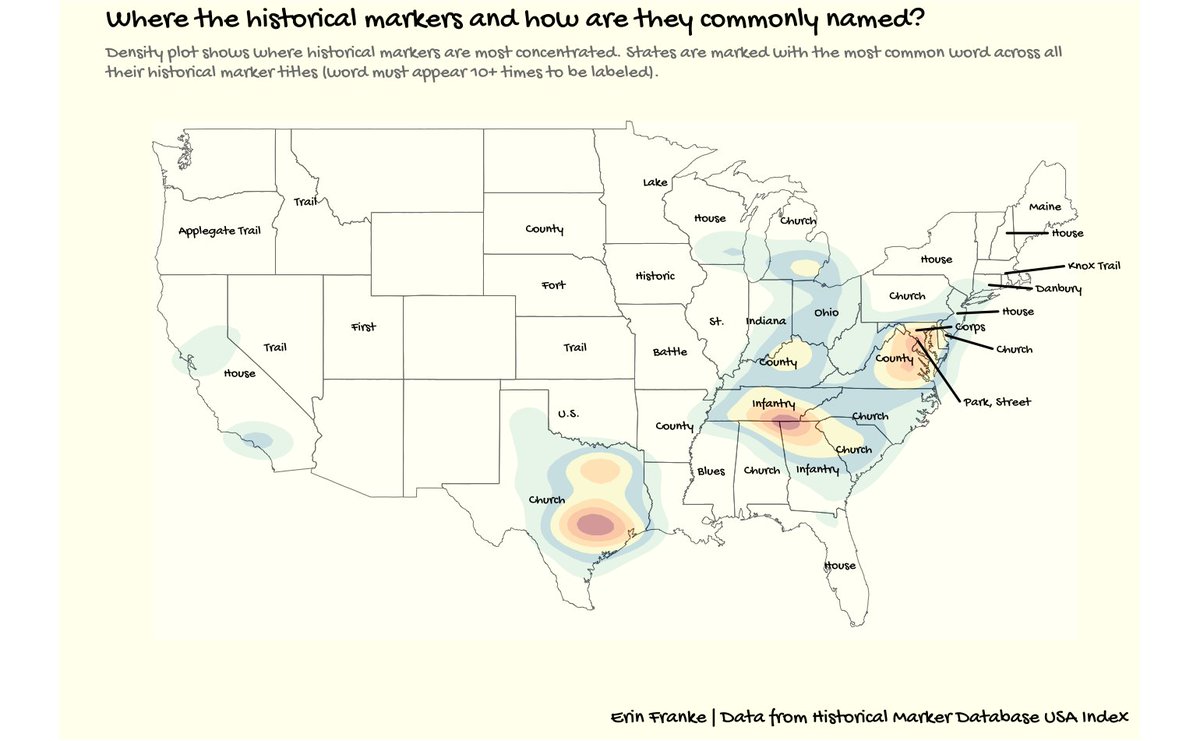 Where the historical markers and how are they commonly named?
Density plot shows where historical markers are most concentrated. States are marked with the most common word across all
their historical marker titles (word must appear 10+ times to be labeled).
Lake
Trail
Maine
House
Church
Applegate Trail
County
House
House
Knox Trail
Historic
Fort
Danbury
Church
House
Ohio
St.
Indiana
Corps
First
Trail
Trail
Battle
Church
County
County
House
Park, Street
Infantry
U.S.
Church
County
Church
Blues
Church
Infantry
Church
House
Erin Franke | Data from Historical Marker Database USA Index